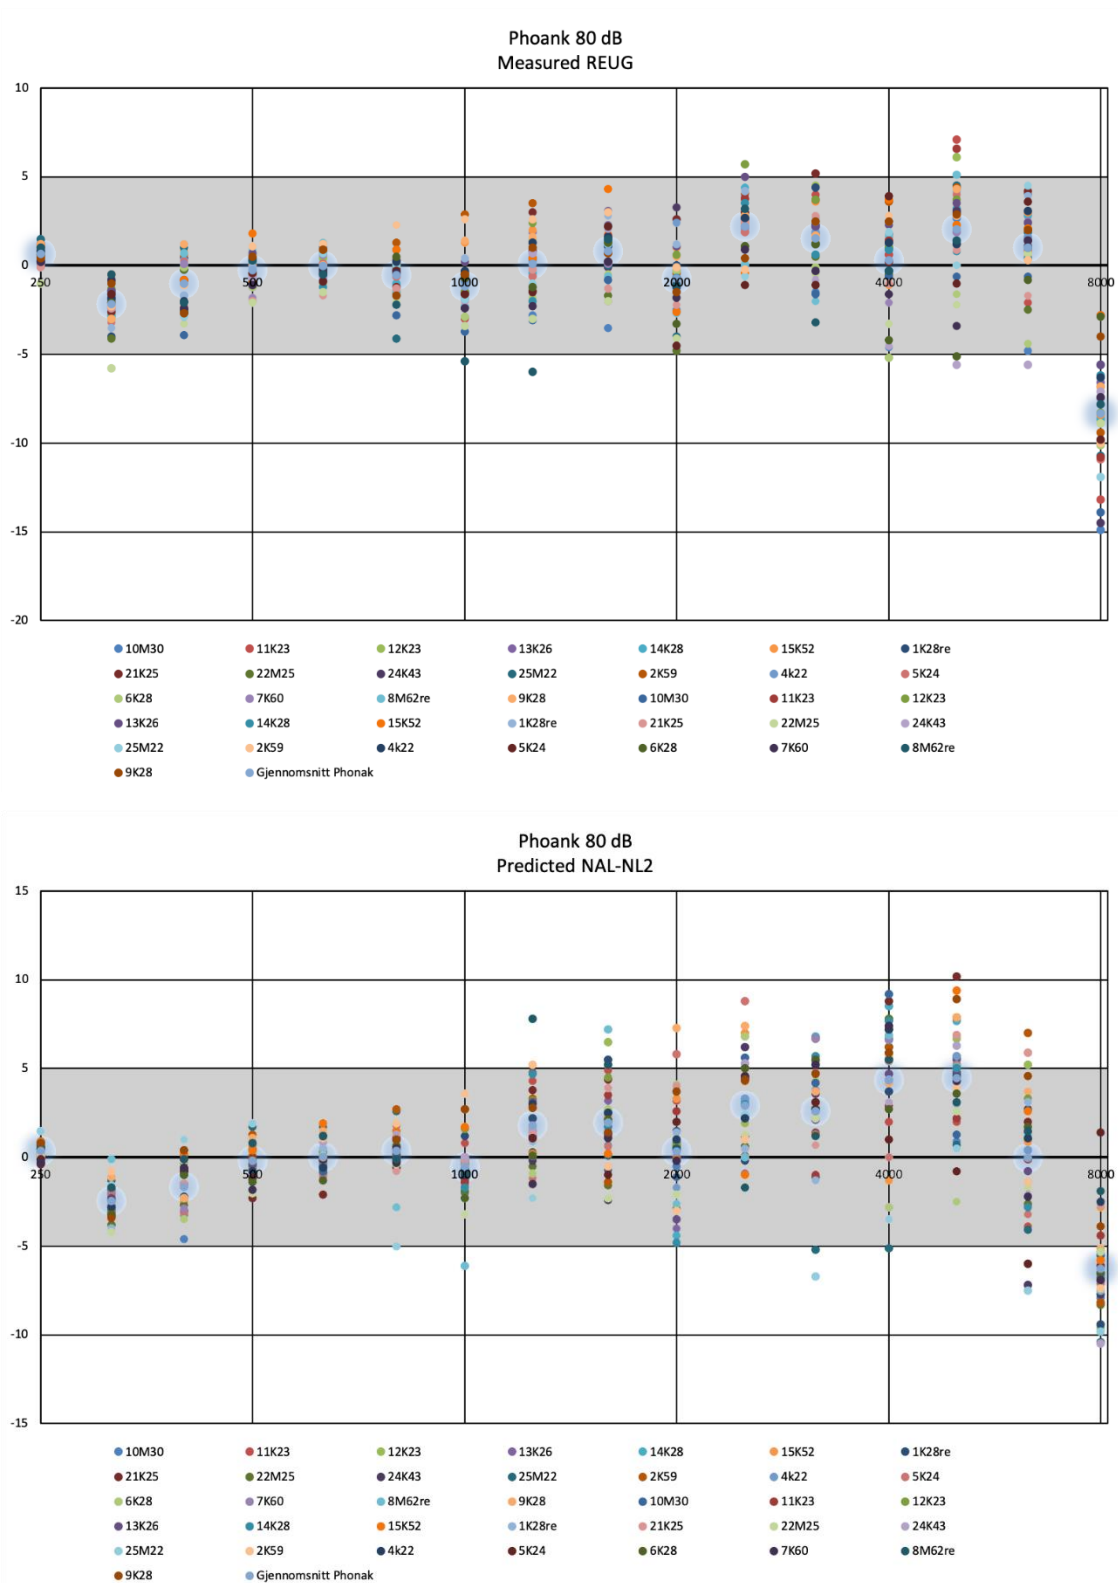 Phoank 80 dB
Measured REUG
10
5
0
250 500 1000 2000 4000 8000
-5
-10
-15
-20
10M30 11K23 12K23 13K26 14K28 15K52 1K28re
21K25 22M25 24K43 25M22 2K59 4k22 5K24
6K28 7K60 8M62re 9K28 10M30 11K23 12K23
13K26 14K28 15K52 1K28re 21K25 22M25 24K43
25M22 2K59 4k22 5K24 6K28 7K60 8M62re
9K28 Gjennomsnitt Phonak
Phoank 80 dB
Predicted NAL-NL2
15
10
5
0
250 500 1000 2000 4000 8000
-5
-10
-15
10M30 11K23 12K23 13K26 14K28 15K52 1K28re
21K25 22M25 24K43 25M22 2K59 4k22 5K24
6K28 7K60 8M62re 9K28 10M30 11K23 12K23
13K26 14K28 15K52 1K28re 21K25 22M25 24K43
25M22 2K59 4k22 5K24 6K28 7K60 8M62re
9K28 Gjennomsnitt Phonak